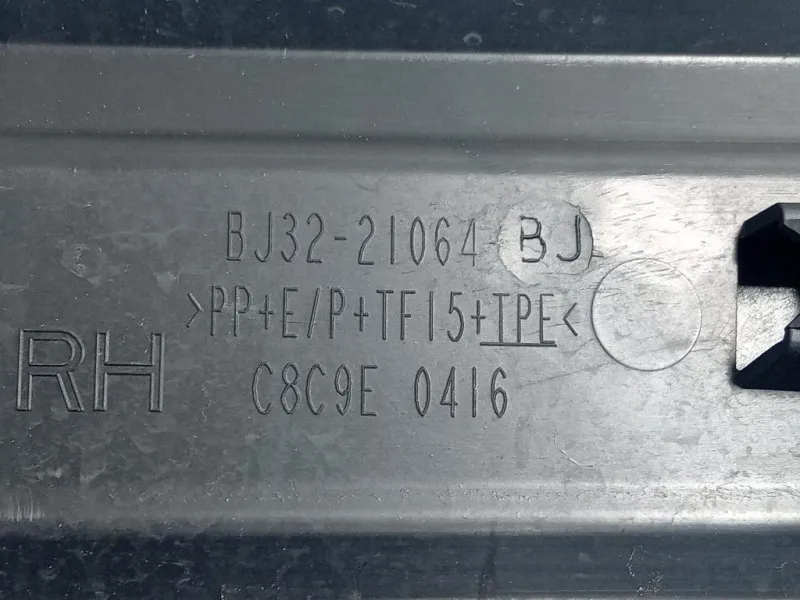 BJ32-21064 BJ
>PP+E/P+TF15+TPE<
RH
C8C9E 0416